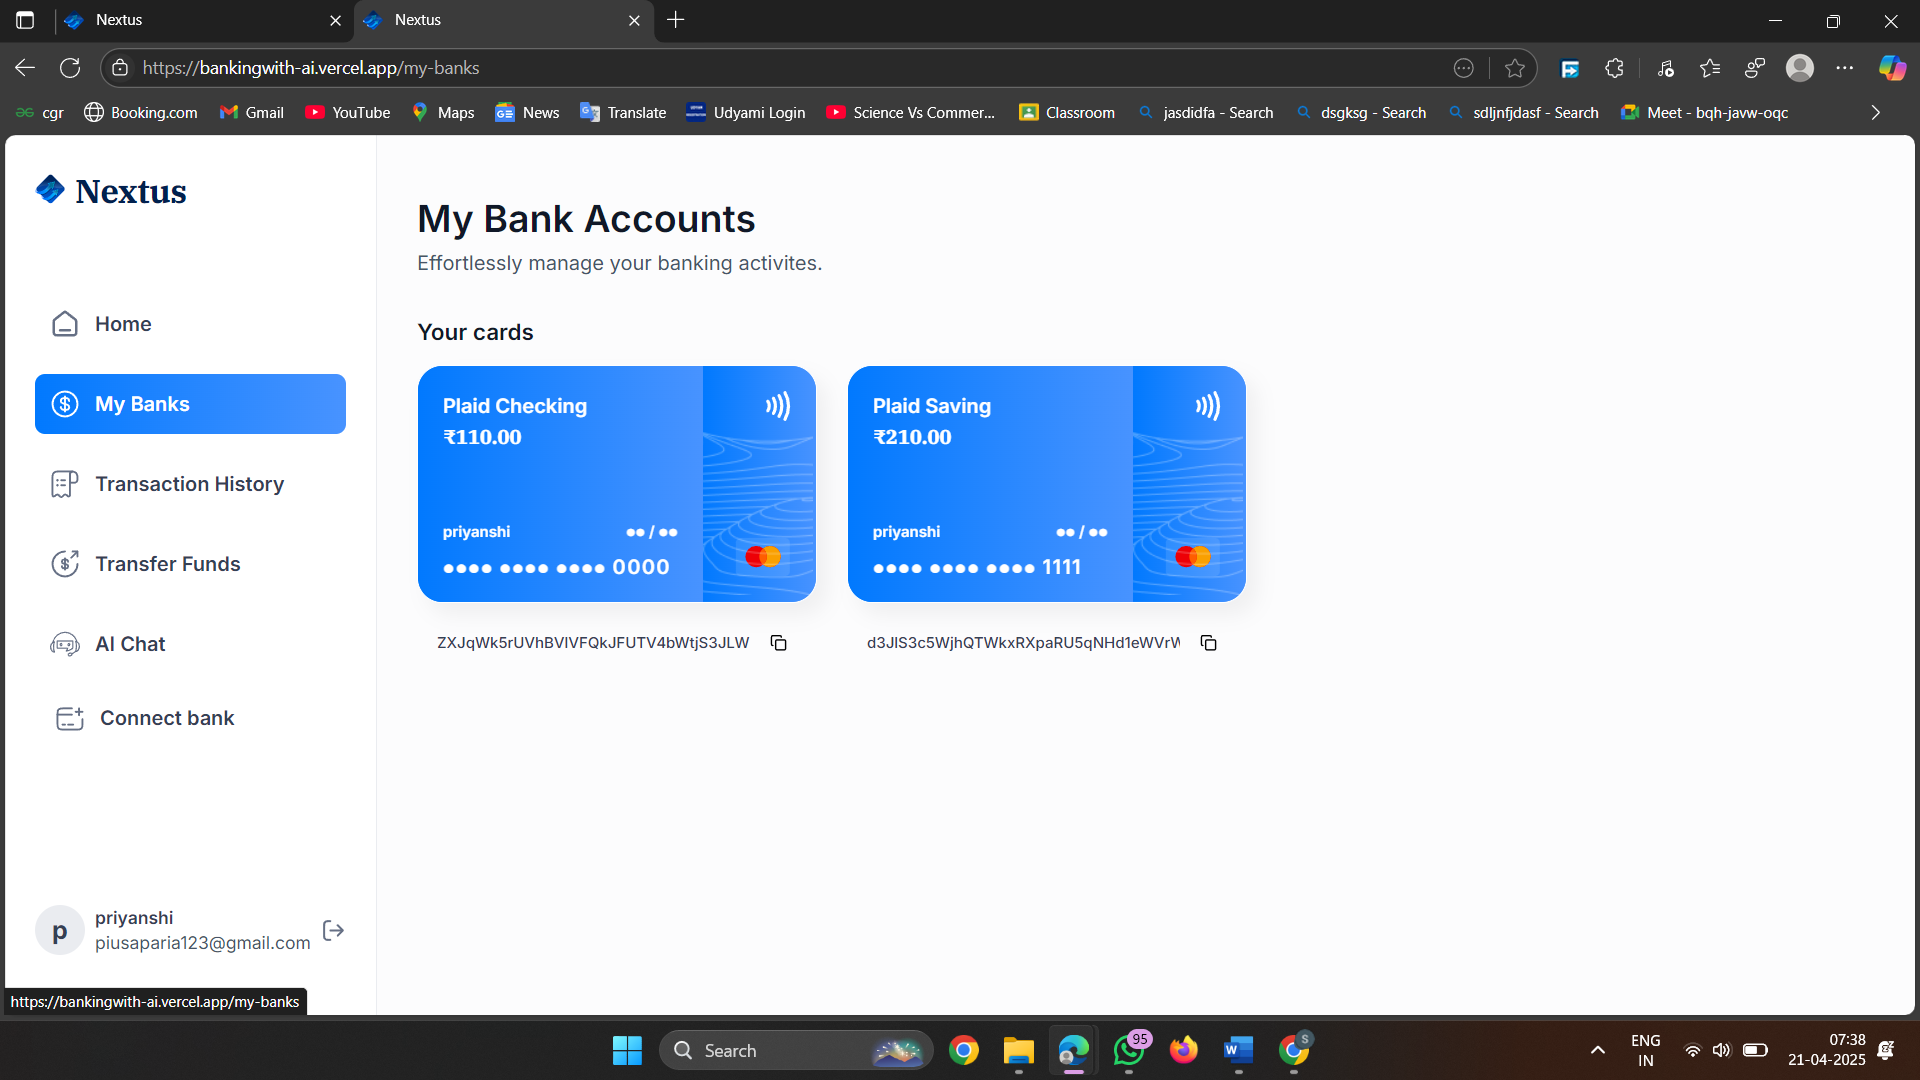 Nextus
Nextus
https://bankingwith-ai.vercel.app/my-banks
cgr
Booking.com
Gmail
YouTube
Maps
News
Translate
Udyami Login
Science Vs Commer...
Classroom
jasdidfa - Search
dsgksg - Search
sdljnfjdasf - Search
Meet - bqh-javw-oqc
Nextus
Home
My Banks
Transaction History
Transfer Funds
AI Chat
Connect bank
My Bank Accounts
Effortlessly manage your banking activites.
Your cards
Plaid Checking
₹110.00
priyanshi ●● / ●●
●●●● ●●●● ●●●● 0000
Plaid Saving
₹210.00
priyanshi ●● / ●●
●●●● ●●●● ●●●● 1111
p
priyanshi
piusaparia123@gmail.com
https://bankingwith-ai.vercel.app/my-banks
Search
95
S
ENG
IN
07:38
21-04-2025